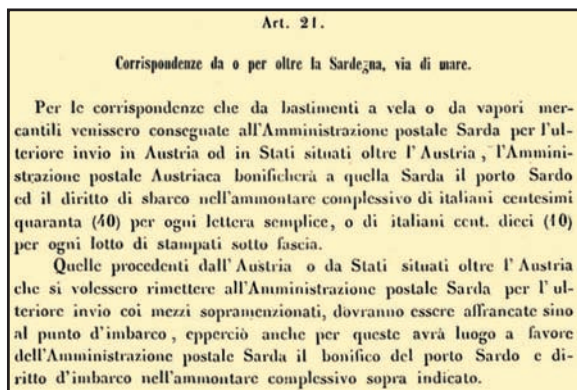 Art. 21.
Corrispondenze da o per oltre la Sardegna, via di mare.
Per le corrispondenze che da bastimenti a vela o da vapori mer-
cantili venissero consegnate all'Amministrazione postale Sarda per l'ul-
teriore invio in Austria od in Stati situati oltre l'Austria, l'Ammini-
strazione postale Austriaca bonificherà a quella Sarda il porto Sardo
ed il diritto di sbarco nell'ammontare complessivo di italiani centesimi
quaranta (40) per ogni lettera semplice, o di italiani cent. dieci (10)
per ogni lotto di stampati sotto fascia.
Quelle procedenti dall'Austria o da Stati situati oltre l'Austria
che si volessero rimettere all'Amministrazione postale Sarda per l'ul-
teriore invio coi mezzi sopramenzionati, dovranno essere affrancate sino
al punto d'imbarco, epperciò anche per queste avrà luogo a favore
dell'Amministrazione postale Sarda il bonifico del porto Sardo e di-
ritto d'imbarco nell'ammontare complessivo sopra indicato.